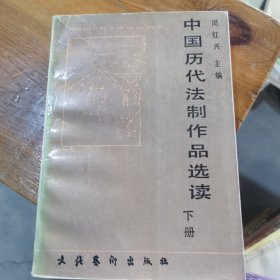 周红兴 主编
中国历代法制作品选读
下册
文化艺术出版社